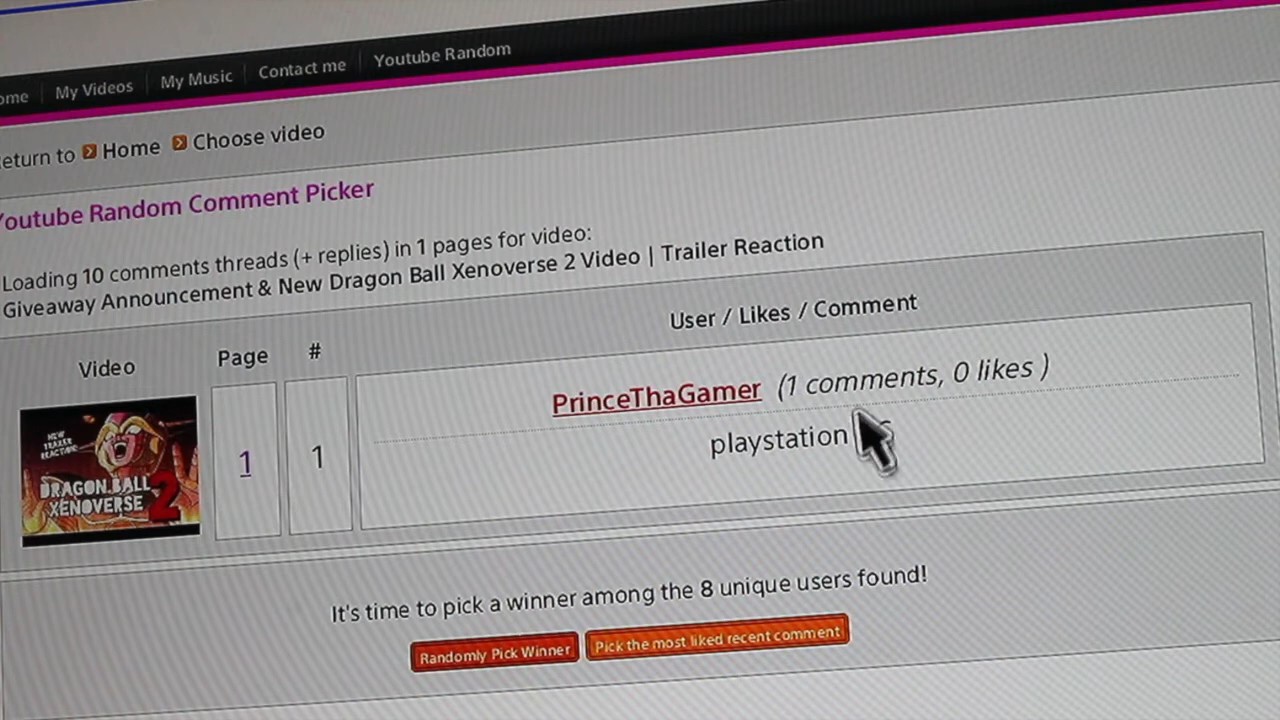 ome My Videos My Music Contact me Youtube Random
eturn to Home Choose video
Youtube Random Comment Picker
Loading 10 comments threads (+ replies) in 1 pages for video:
Giveaway Announcement & New Dragon Ball Xenoverse 2 Video | Trailer Reaction
Video Page # User / Likes / Comment
NEW
TRAILER
REACTION!
DRAGON BALL
XENOVERSE 2
1 1 PrinceThaGamer (1 comments, 0 likes )
playstation
It's time to pick a winner among the 8 unique users found!
Randomly Pick Winner Pick the most liked recent comment